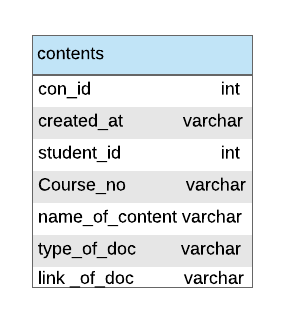 contents
con_id int
created_at varchar
student_id int
Course_no varchar
name_of_content varchar
type_of_doc varchar
link _of_doc varchar